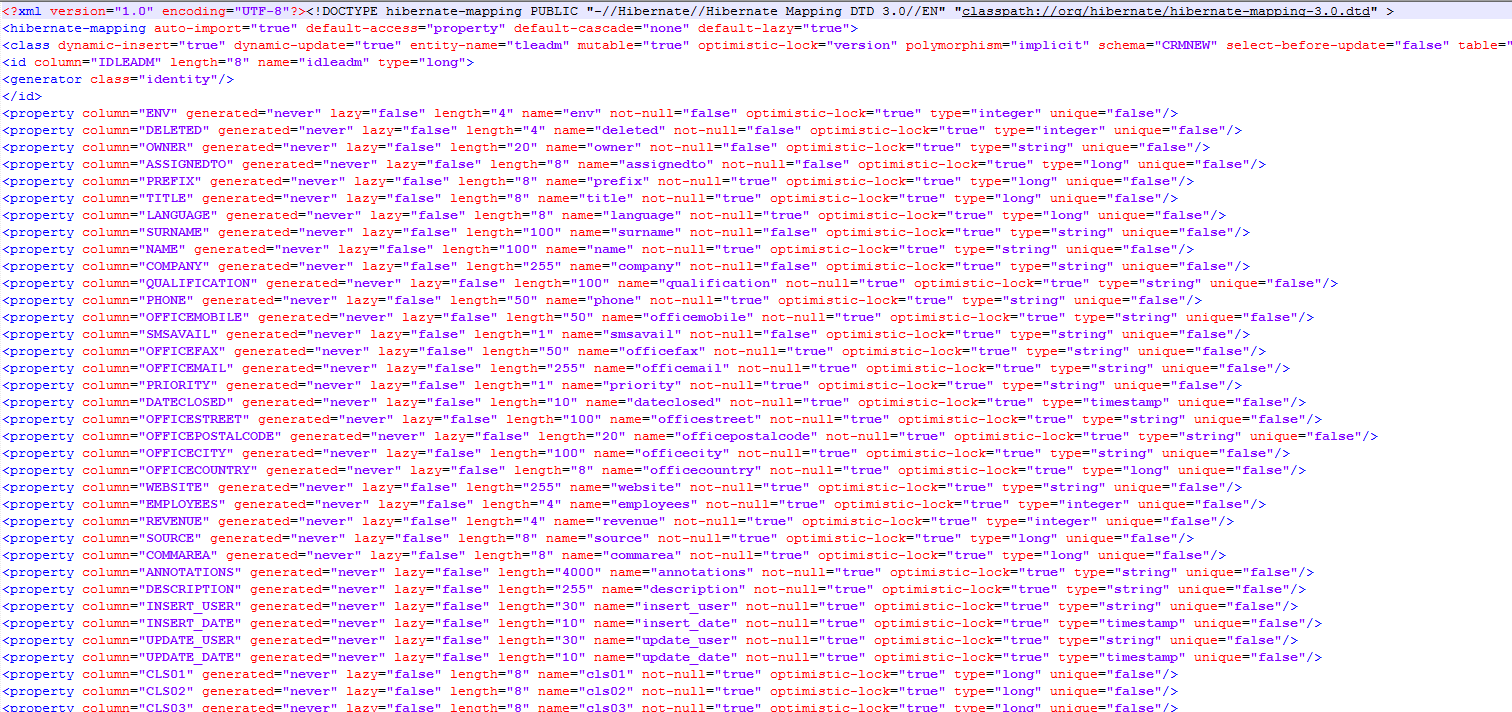 <?xml version="1.0" encoding="UTF-8"?><!DOCTYPE hibernate-mapping PUBLIC "-//Hibernate//Hibernate Mapping DTD 3.0//EN" "classpath://org/hibernate/hibernate-mapping-3.0.dtd" >
<hibernate-mapping auto-import="true" default-access="property" default-cascade="none" default-lazy="true">
<class dynamic-insert="true" dynamic-update="true" entity-name="tleadm" mutable="true" optimistic-lock="version" polymorphism="implicit" schema="CRMNEW" select-before-update="false" table="
<id column="IDLEADM" length="8" name="idleadm" type="long">
<generator class="identity"/>
</id>
<property column="ENV" generated="never" lazy="false" length="4" name="env" not-null="false" optimistic-lock="true" type="integer" unique="false"/>
<property column="DELETED" generated="never" lazy="false" length="4" name="deleted" not-null="false" optimistic-lock="true" type="integer" unique="false"/>
<property column="OWNER" generated="never" lazy="false" length="20" name="owner" not-null="false" optimistic-lock="true" type="string" unique="false"/>
<property column="ASSIGNEDTO" generated="never" lazy="false" length="8" name="assignedto" not-null="false" optimistic-lock="true" type="long" unique="false"/>
<property column="PREFIX" generated="never" lazy="false" length="8" name="prefix" not-null="true" optimistic-lock="true" type="long" unique="false"/>
<property column="TITLE" generated="never" lazy="false" length="8" name="title" not-null="true" optimistic-lock="true" type="long" unique="false"/>
<property column="LANGUAGE" generated="never" lazy="false" length="8" name="language" not-null="true" optimistic-lock="true" type="long" unique="false"/>
<property column="SURNAME" generated="never" lazy="false" length="100" name="surname" not-null="false" optimistic-lock="true" type="string" unique="false"/>
<property column="NAME" generated="never" lazy="false" length="100" name="name" not-null="true" optimistic-lock="true" type="string" unique="false"/>
<property column="COMPANY" generated="never" lazy="false" length="255" name="company" not-null="false" optimistic-lock="true" type="string" unique="false"/>
<property column="QUALIFICATION" generated="never" lazy="false" length="100" name="qualification" not-null="true" optimistic-lock="true" type="string" unique="false"/>
<property column="PHONE" generated="never" lazy="false" length="50" name="phone" not-null="true" optimistic-lock="true" type="string" unique="false"/>
<property column="OFFICEMOBILE" generated="never" lazy="false" length="50" name="officemobile" not-null="true" optimistic-lock="true" type="string" unique="false"/>
<property column="SMSAVAIL" generated="never" lazy="false" length="1" name="smsavail" not-null="false" optimistic-lock="true" type="string" unique="false"/>
<property column="OFFICEFAX" generated="never" lazy="false" length="50" name="officefax" not-null="true" optimistic-lock="true" type="string" unique="false"/>
<property column="OFFICEMAIL" generated="never" lazy="false" length="255" name="officemail" not-null="true" optimistic-lock="true" type="string" unique="false"/>
<property column="PRIORITY" generated="never" lazy="false" length="1" name="priority" not-null="true" optimistic-lock="true" type="string" unique="false"/>
<property column="DATECLOSED" generated="never" lazy="false" length="10" name="dateclosed" not-null="true" optimistic-lock="true" type="timestamp" unique="false"/>
<property column="OFFICESTREET" generated="never" lazy="false" length="100" name="officestreet" not-null="true" optimistic-lock="true" type="string" unique="false"/>
<property column="OFFICEPOSTALCODE" generated="never" lazy="false" length="20" name="officepostalcode" not-null="true" optimistic-lock="true" type="string" unique="false"/>
<property column="OFFICECITY" generated="never" lazy="false" length="100" name="officecity" not-null="true" optimistic-lock="true" type="string" unique="false"/>
<property column="OFFICECOUNTRY" generated="never" lazy="false" length="8" name="officecountry" not-null="true" optimistic-lock="true" type="long" unique="false"/>
<property column="WEBSITE" generated="never" lazy="false" length="255" name="website" not-null="true" optimistic-lock="true" type="string" unique="false"/>
<property column="EMPLOYEES" generated="never" lazy="false" length="4" name="employees" not-null="true" optimistic-lock="true" type="integer" unique="false"/>
<property column="REVENUE" generated="never" lazy="false" length="4" name="revenue" not-null="true" optimistic-lock="true" type="integer" unique="false"/>
<property column="SOURCE" generated="never" lazy="false" length="8" name="source" not-null="true" optimistic-lock="true" type="long" unique="false"/>
<property column="COMMAREA" generated="never" lazy="false" length="8" name="commarea" not-null="true" optimistic-lock="true" type="long" unique="false"/>
<property column="ANNOTATIONS" generated="never" lazy="false" length="4000" name="annotations" not-null="true" optimistic-lock="true" type="string" unique="false"/>
<property column="DESCRIPTION" generated="never" lazy="false" length="255" name="description" not-null="true" optimistic-lock="true" type="string" unique="false"/>
<property column="INSERT_USER" generated="never" lazy="false" length="30" name="insert_user" not-null="true" optimistic-lock="true" type="string" unique="false"/>
<property column="INSERT_DATE" generated="never" lazy="false" length="10" name="insert_date" not-null="true" optimistic-lock="true" type="timestamp" unique="false"/>
<property column="UPDATE_USER" generated="never" lazy="false" length="30" name="update_user" not-null="true" optimistic-lock="true" type="string" unique="false"/>
<property column="UPDATE_DATE" generated="never" lazy="false" length="10" name="update_date" not-null="true" optimistic-lock="true" type="timestamp" unique="false"/>
<property column="CLS01" generated="never" lazy="false" length="8" name="cls01" not-null="true" optimistic-lock="true" type="long" unique="false"/>
<property column="CLS02" generated="never" lazy="false" length="8" name="cls02" not-null="true" optimistic-lock="true" type="long" unique="false"/>
<property column="CLS03" generated="never" lazy="false" length="8" name="cls03" not-null="true" optimistic-lock="true" type="long" unique="false"/>